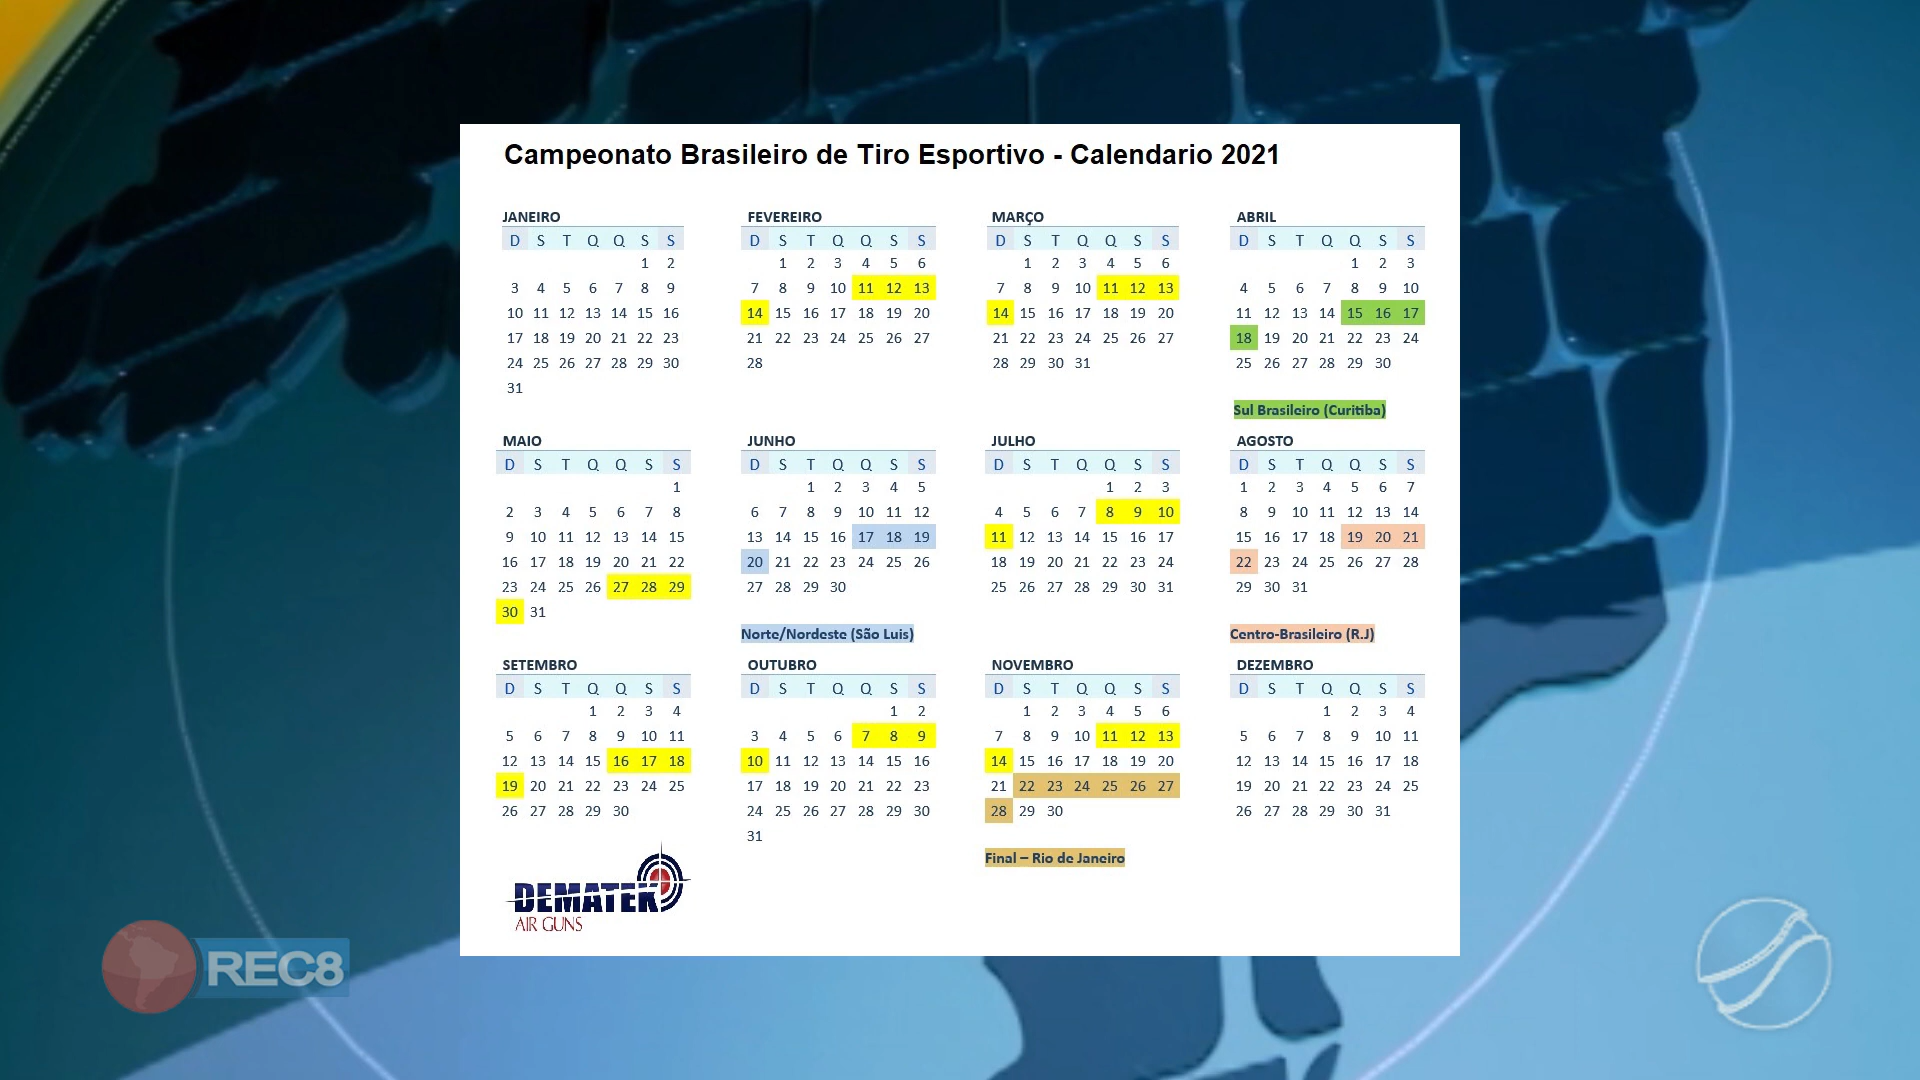 Campeonato Brasileiro de Tiro Esportivo - Calendario 2021
JANEIRO
D S T Q Q S S
1 2
3 4 5 6 7 8 9
10 11 12 13 14 15 16
17 18 19 20 21 22 23
24 25 26 27 28 29 30
31
FEVEREIRO
D S T Q Q S S
1 2 3 4 5 6
7 8 9 10 11 12 13
14 15 16 17 18 19 20
21 22 23 24 25 26 27
28
MARÇO
D S T Q Q S S
1 2 3 4 5 6
7 8 9 10 11 12 13
14 15 16 17 18 19 20
21 22 23 24 25 26 27
28 29 30 31
ABRIL
D S T Q Q S S
1 2 3
4 5 6 7 8 9 10
11 12 13 14 15 16 17
18 19 20 21 22 23 24
25 26 27 28 29 30
Sul Brasileiro (Curitiba)
MAIO
D S T Q Q S S
1
2 3 4 5 6 7 8
9 10 11 12 13 14 15
16 17 18 19 20 21 22
23 24 25 26 27 28 29
30 31
JUNHO
D S T Q Q S S
1 2 3 4 5
6 7 8 9 10 11 12
13 14 15 16 17 18 19
20 21 22 23 24 25 26
27 28 29 30
Norte/Nordeste (São Luis)
JULHO
D S T Q Q S S
1 2 3
4 5 6 7 8 9 10
11 12 13 14 15 16 17
18 19 20 21 22 23 24
25 26 27 28 29 30 31
AGOSTO
D S T Q Q S S
1 2 3 4 5 6 7
8 9 10 11 12 13 14
15 16 17 18 19 20 21
22 23 24 25 26 27 28
29 30 31
Centro-Brasileiro (R.J)
SETEMBRO
D S T Q Q S S
1 2 3 4
5 6 7 8 9 10 11
12 13 14 15 16 17 18
19 20 21 22 23 24 25
26 27 28 29 30
OUTUBRO
D S T Q Q S S
1 2
3 4 5 6 7 8 9
10 11 12 13 14 15 16
17 18 19 20 21 22 23
24 25 26 27 28 29 30
31
NOVEMBRO
D S T Q Q S S
1 2 3 4 5 6
7 8 9 10 11 12 13
14 15 16 17 18 19 20
21 22 23 24 25 26 27
28 29 30
Final – Rio de Janeiro
DEZEMBRO
D S T Q Q S S
1 2 3 4
5 6 7 8 9 10 11
12 13 14 15 16 17 18
19 20 21 22 23 24 25
26 27 28 29 30 31
DEMATEK
AIR GUNS
REC8